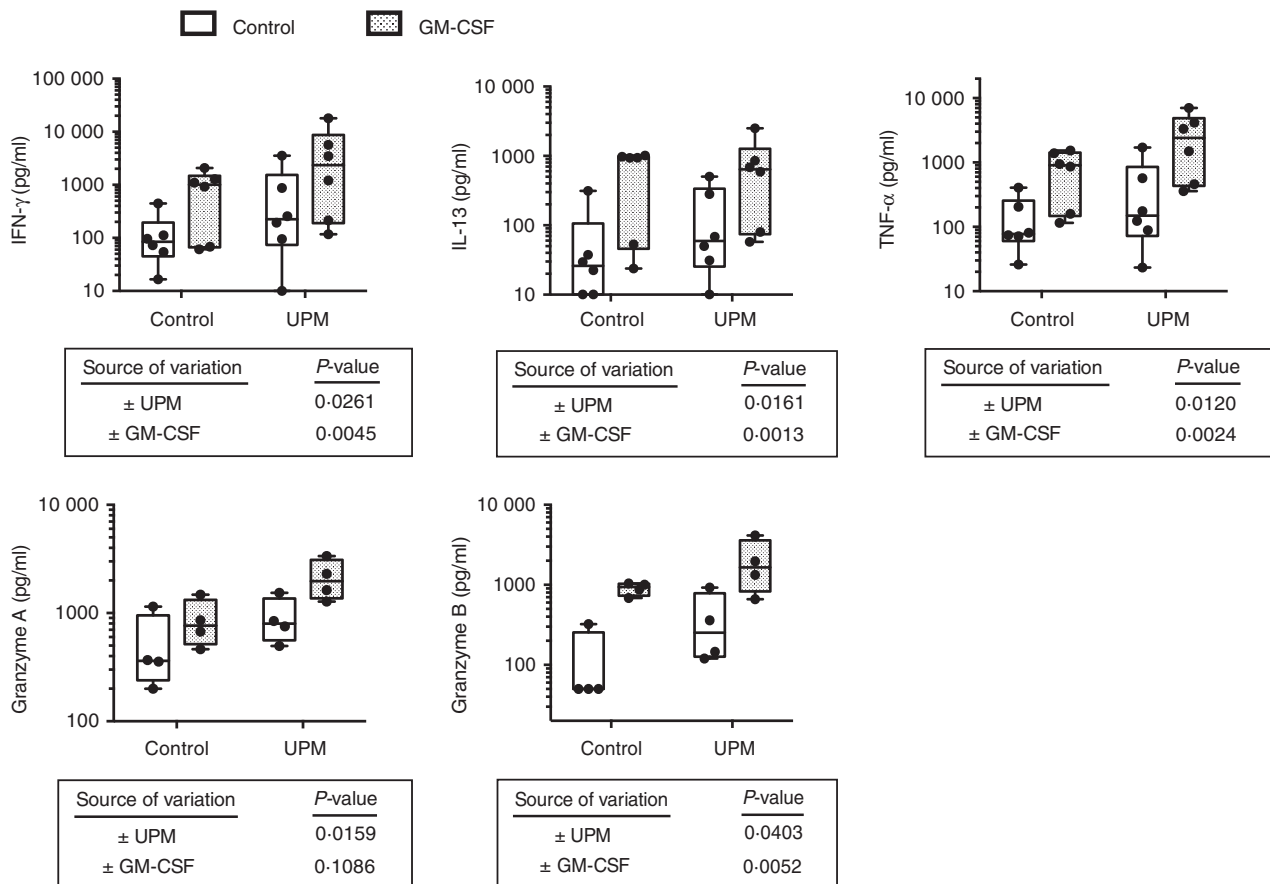 Control GM-CSF
IFN-γ (pg/ml)
100 000
10 000
1000
100
10
Control UPM
IL-13 (pg/ml)
10 000
1000
100
10
Control UPM
TNF-α (pg/ml)
10 000
1000
100
10
Control UPM
Source of variation P-value
± UPM 0·0261
± GM-CSF 0·0045
Source of variation P-value
± UPM 0·0161
± GM-CSF 0·0013
Source of variation P-value
± UPM 0·0120
± GM-CSF 0·0024
Granzyme A (pg/ml)
10 000
1000
100
Control UPM
Granzyme B (pg/ml)
10 000
1000
100
Control UPM
Source of variation P-value
± UPM 0·0159
± GM-CSF 0·1086
Source of variation P-value
± UPM 0·0403
± GM-CSF 0·0052